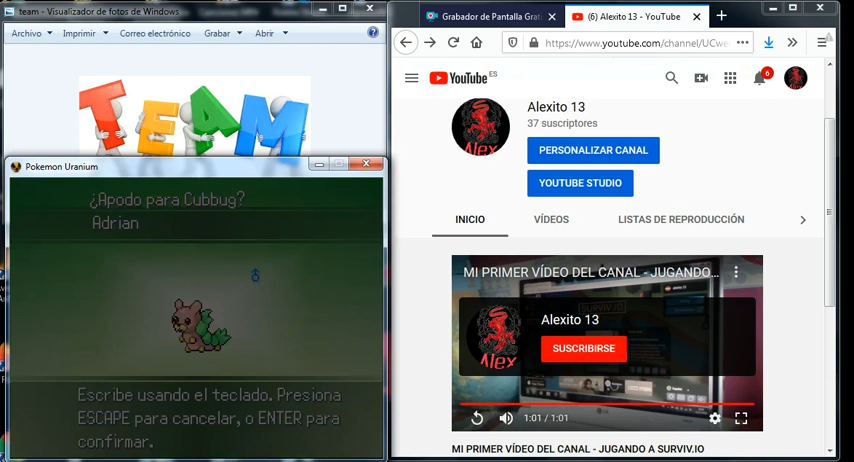 team - Visualizador de fotos de Windows
Archivo
Imprimir
Correo electrónico
Grabar
Abrir
TEAM
Pokemon Uranium
¿Apodo para Cubbug?
Adrian
Escribe usando el teclado. Presiona
ESCAPE para cancelar, o ENTER para
confirmar.
Grabador de Pantalla Grati
(6) Alexito 13 - YouTube
https://www.youtube.com/channel/UCwe
YouTube ES
6
Alex
Alexito 13
37 suscriptores
PERSONALIZAR CANAL
YOUTUBE STUDIO
INICIO
VÍDEOS
LISTAS DE REPRODUCCIÓN
MI PRIMER VÍDEO DEL CANAL - JUGANDO...
SURVIV.IO
Alex
Alexito 13
SUSCRIBIRSE
1:01 / 1:01
MI PRIMER VÍDEO DEL CANAL - JUGANDO A SURVIV.IO